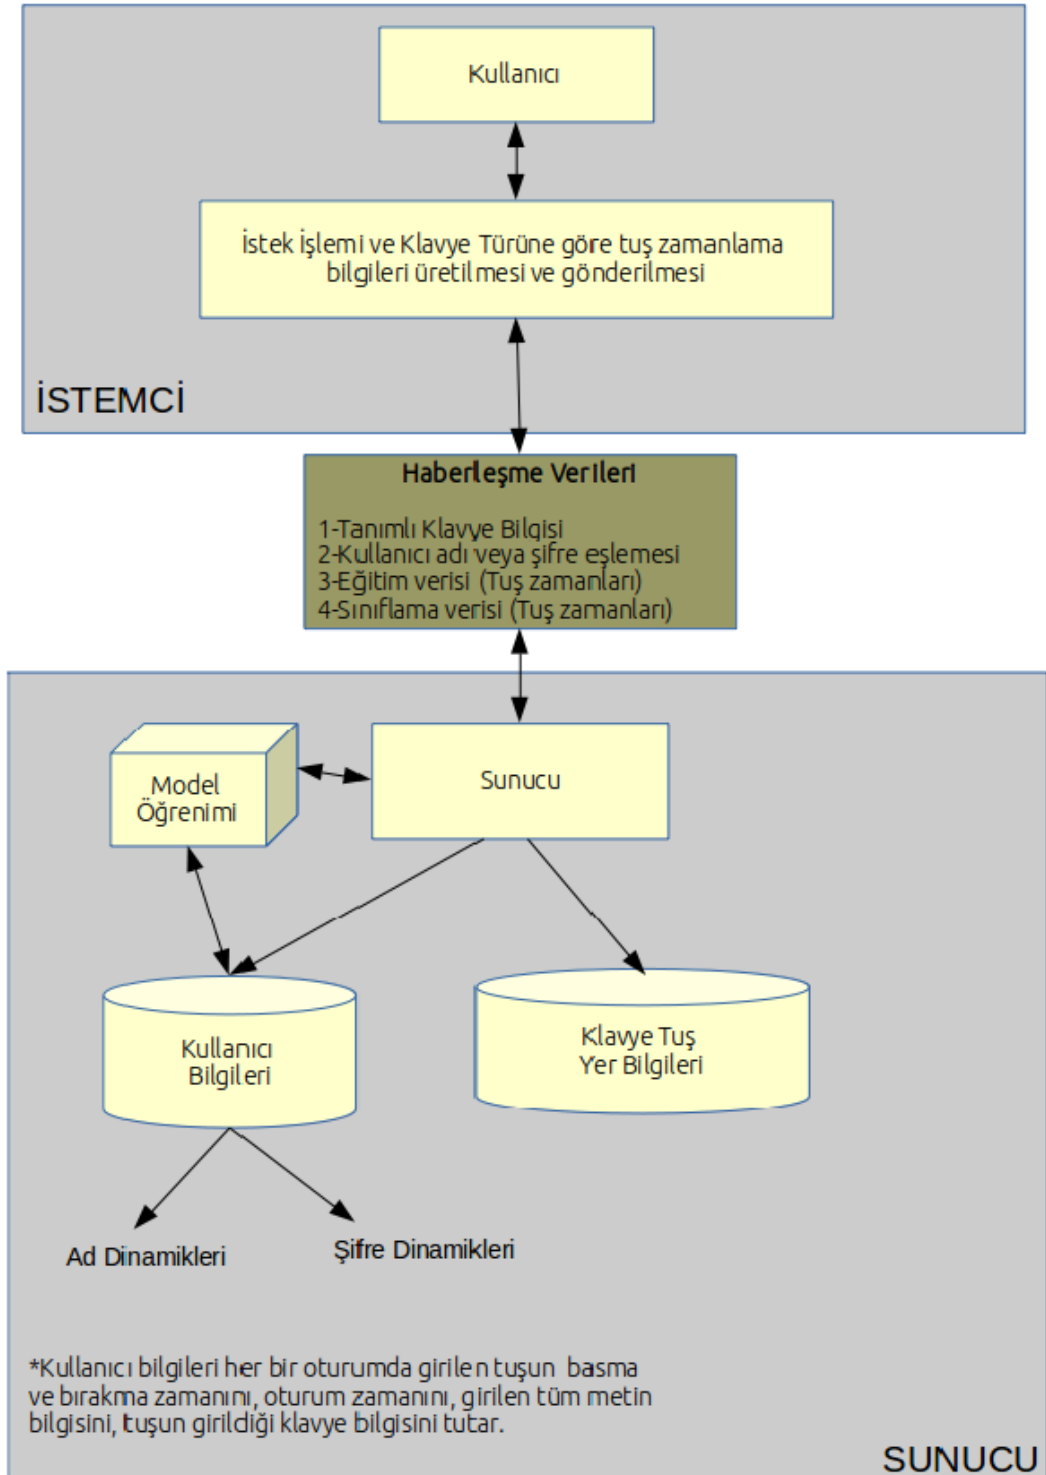 Kullanıcı
İstek İşlemi ve Klavye Türüne göre tuş zamanlama
bilgileri üretilmesi ve gönderilmesi
İSTEMCİ
Haberleşme Verileri
1-Tanımlı Klavye Bilgisi
2-Kullanıcı adı veya şifre eşlemesi
3-Eğitim verisi (Tuş zamanları)
4-Sınıflama verisi (Tuş zamanları)
Model
Öğrenimi
Sunucu
Kullanıcı
Bilgileri
Klavye Tuş
Yer Bilgileri
Ad Dinamikleri
Şifre Dinamikleri
*Kullanıcı bilgileri her bir oturumda girilen tuşun basma
ve bırakma zamanını, oturum zamanını, girilen tüm metin
bilgisini, tuşun girildiği klavye bilgisini tutar.
SUNUCU